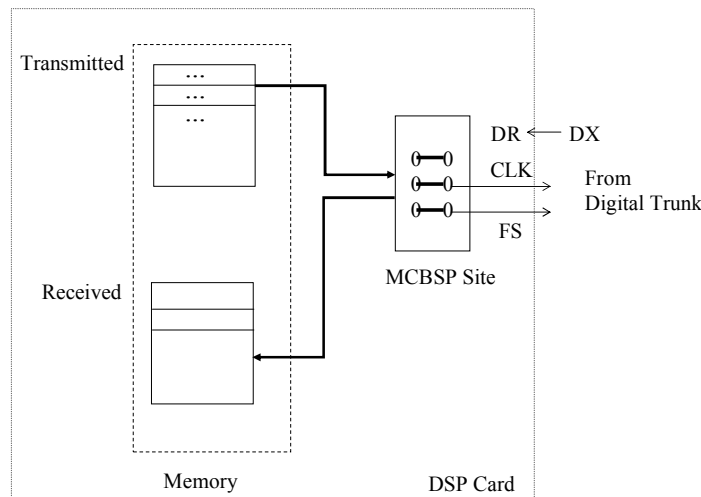 Transmitted
...
...
...
DR
DX
CLK
From
Digital Trunk
FS
MCBSP Site
Received
Memory
DSP Card